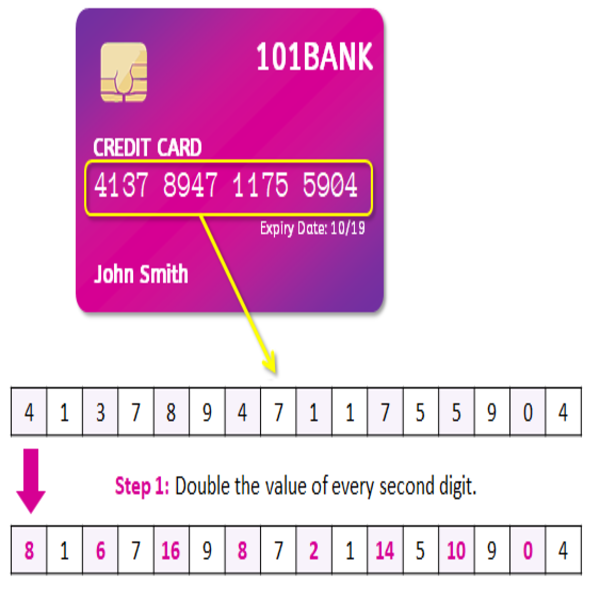 101BANK
CREDIT CARD
4137 8947 1175 5904
Expiry Date: 10/19
John Smith
4 1 3 7 8 9 4 7 1 1 7 5 5 9 0 4
Step 1: Double the value of every second digit.
8 1 6 7 16 9 8 7 2 1 14 5 10 9 0 4